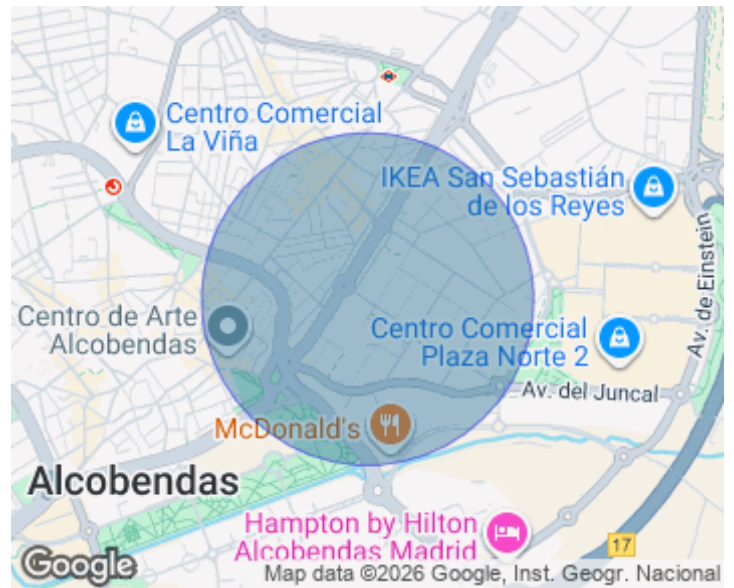 Centro Comercial
La Viña
IKEA San Sebastián
de los Reyes
Centro de Arte
Alcobendas
Centro Comercial
Plaza Norte 2
Av. de Einstein
Av. del Juncal
McDonald's
Alcobendas
Hampton by Hilton
Alcobendas Madrid
17
Google
Map data ©2026 Google, Inst. Geogr. Nacional